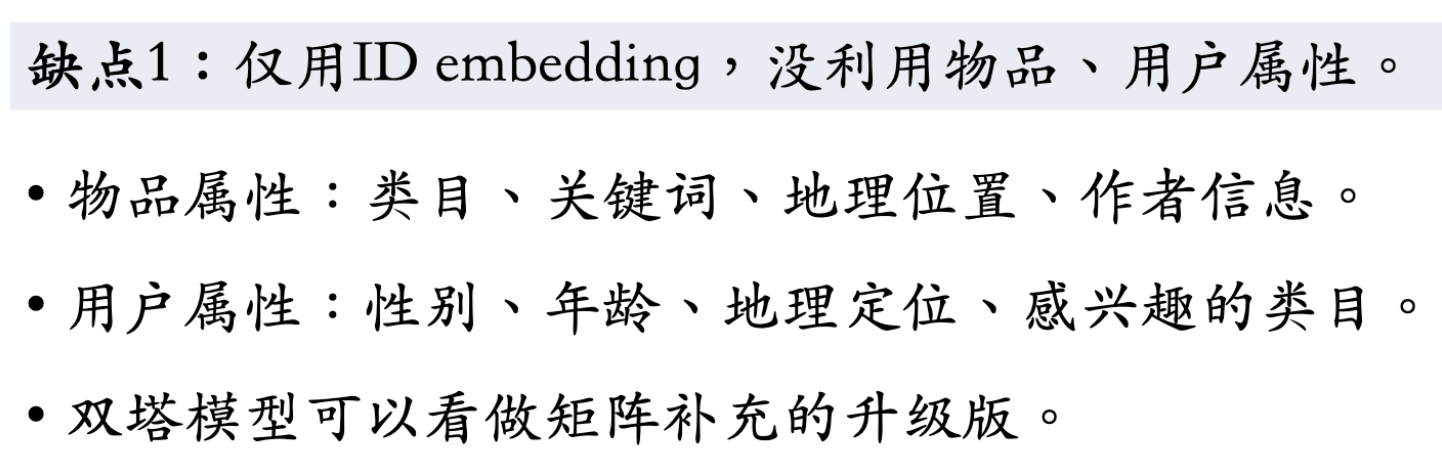 缺点1：仅用ID embedding，没利用物品、用户属性。
• 物品属性：类目、关键词、地理位置、作者信息。
• 用户属性：性别、年龄、地理定位、感兴趣的类目。
• 双塔模型可以看做矩阵补充的升级版。